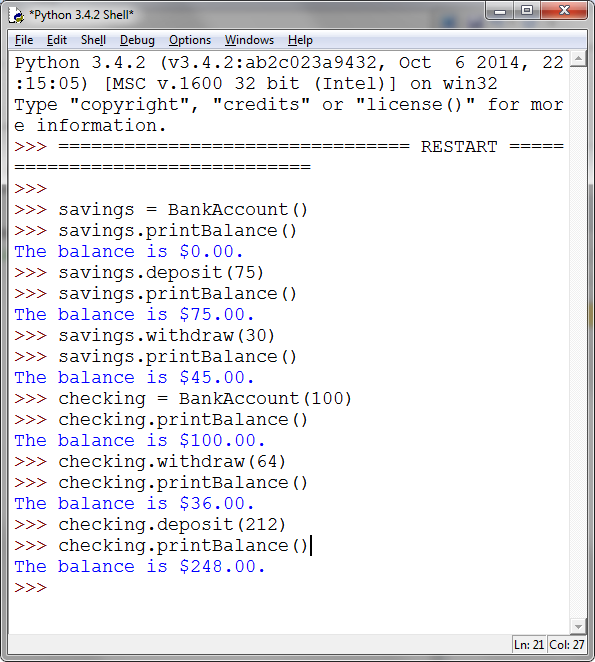 *Python 3.4.2 Shell*
File Edit Shell Debug Options Windows Help
Python 3.4.2 (v3.4.2:ab2c023a9432, Oct  6 2014, 22
:15:05) [MSC v.1600 32 bit (Intel)] on win32
Type "copyright", "credits" or "license()" for mor
e information.
>>> ================================ RESTART =====
===========================
>>>
>>> savings = BankAccount()
>>> savings.printBalance()
The balance is $0.00.
>>> savings.deposit(75)
>>> savings.printBalance()
The balance is $75.00.
>>> savings.withdraw(30)
>>> savings.printBalance()
The balance is $45.00.
>>> checking = BankAccount(100)
>>> checking.printBalance()
The balance is $100.00.
>>> checking.withdraw(64)
>>> checking.printBalance()
The balance is $36.00.
>>> checking.deposit(212)
>>> checking.printBalance()
The balance is $248.00.
>>>
Ln: 21 Col: 27